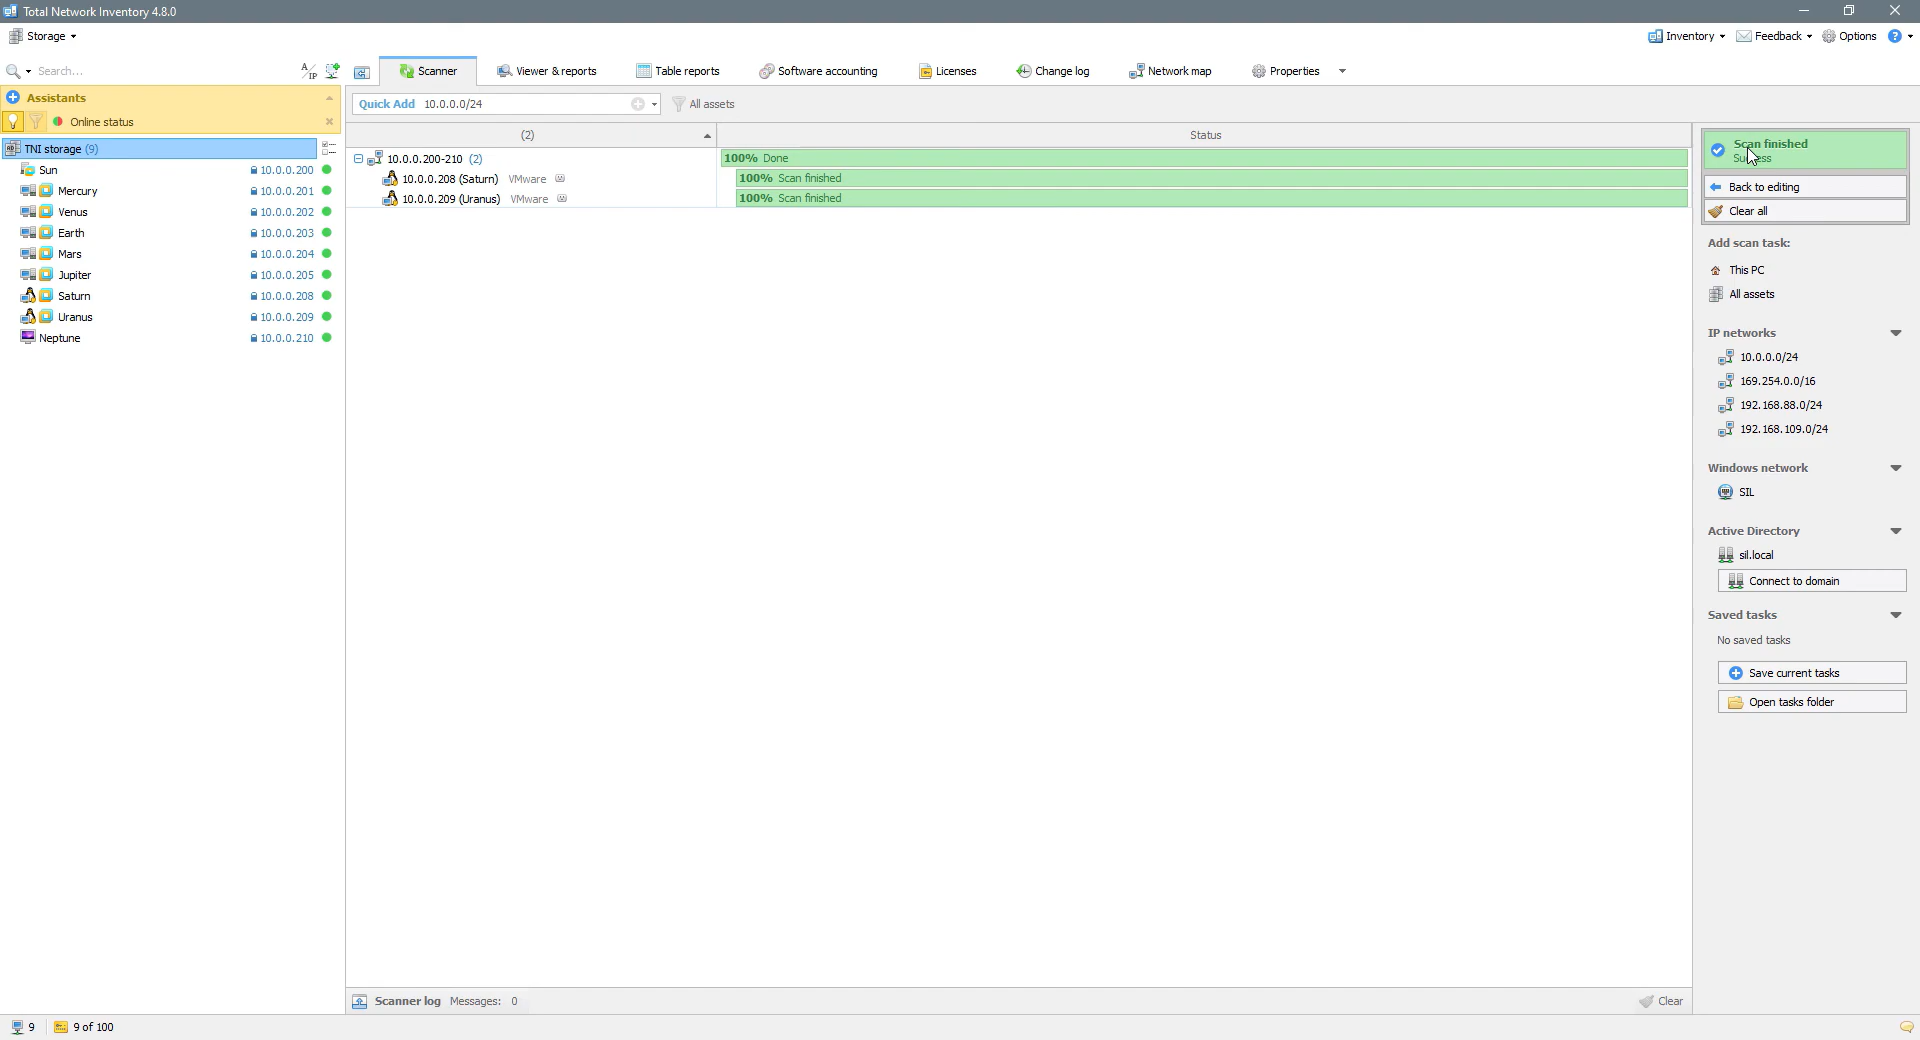 Total Network Inventory 4.8.0
Storage
Inventory
Feedback
Options
Search...
A/IP
Scanner
Viewer & reports
Table reports
Software accounting
Licenses
Change log
Network map
Properties
Assistants
Online status
TNI storage (9)
Sun 10.0.0.200
Mercury 10.0.0.201
Venus 10.0.0.202
Earth 10.0.0.203
Mars 10.0.0.204
Jupiter 10.0.0.205
Saturn 10.0.0.208
Uranus 10.0.0.209
Neptune 10.0.0.210
Quick Add 10.0.0.0/24
All assets
(2) Status
10.0.0.200-210 (2) 100% Done
10.0.0.208 (Saturn) VMware 100% Scan finished
10.0.0.209 (Uranus) VMware 100% Scan finished
Scan finished
Back to editing
Clear all
Add scan task:
This PC
All assets
IP networks
10.0.0.0/24
169.254.0.0/16
192.168.88.0/24
192.168.109.0/24
Windows network
SIL
Active Directory
sil.local
Connect to domain
Saved tasks
No saved tasks
Save current tasks
Open tasks folder
Scanner log Messages: 0
Clear
9
9 of 100